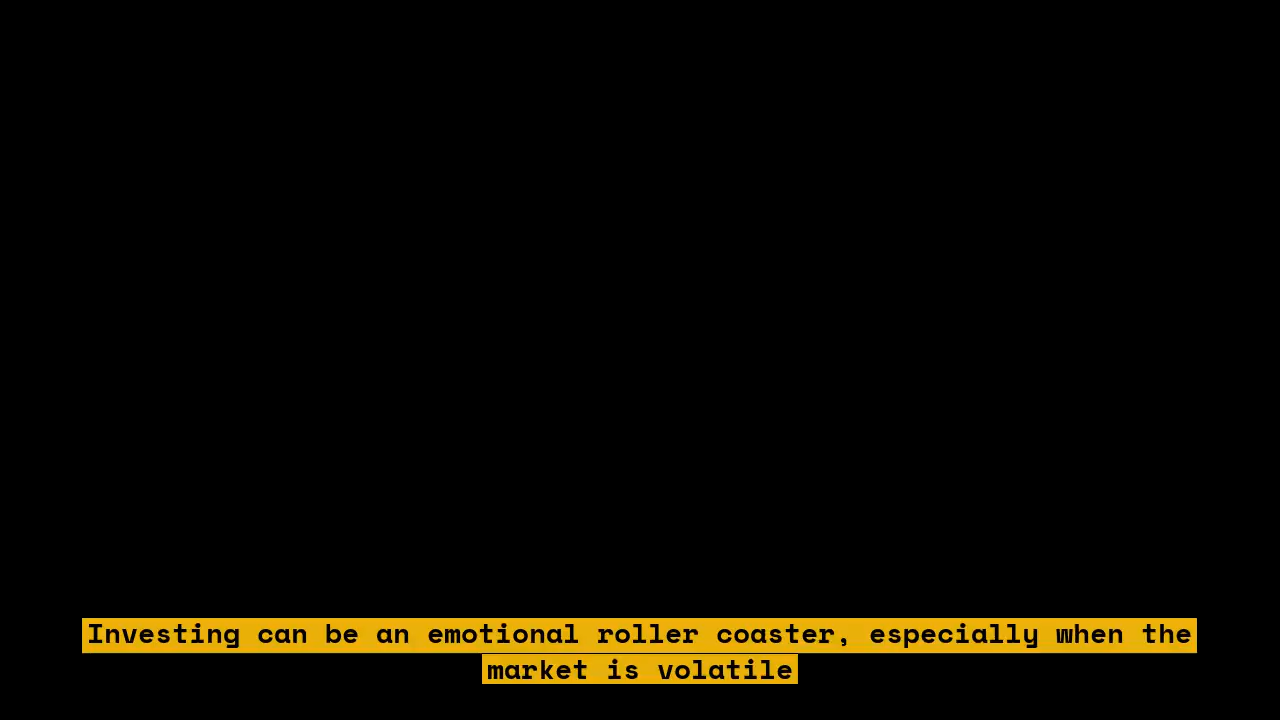 Investing can be an emotional roller coaster, especially when the
market is volatile